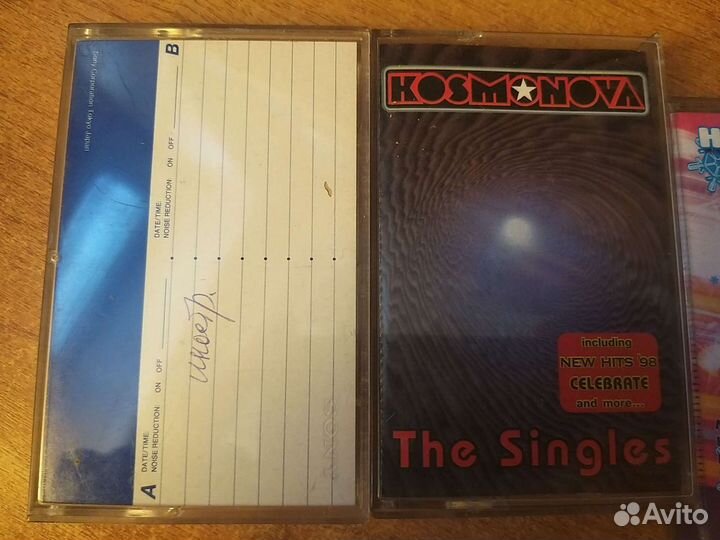 Sony Corporation Tokyo Japan
A DATE/TIME: NOISE REDUCTION: ON OFF
B DATE/TIME: NOISE REDUCTION: ON OFF
иностр.
KOSMONOVA
including
NEW HITS '98
CELEBRATE
and more...
The Singles
H
Avito